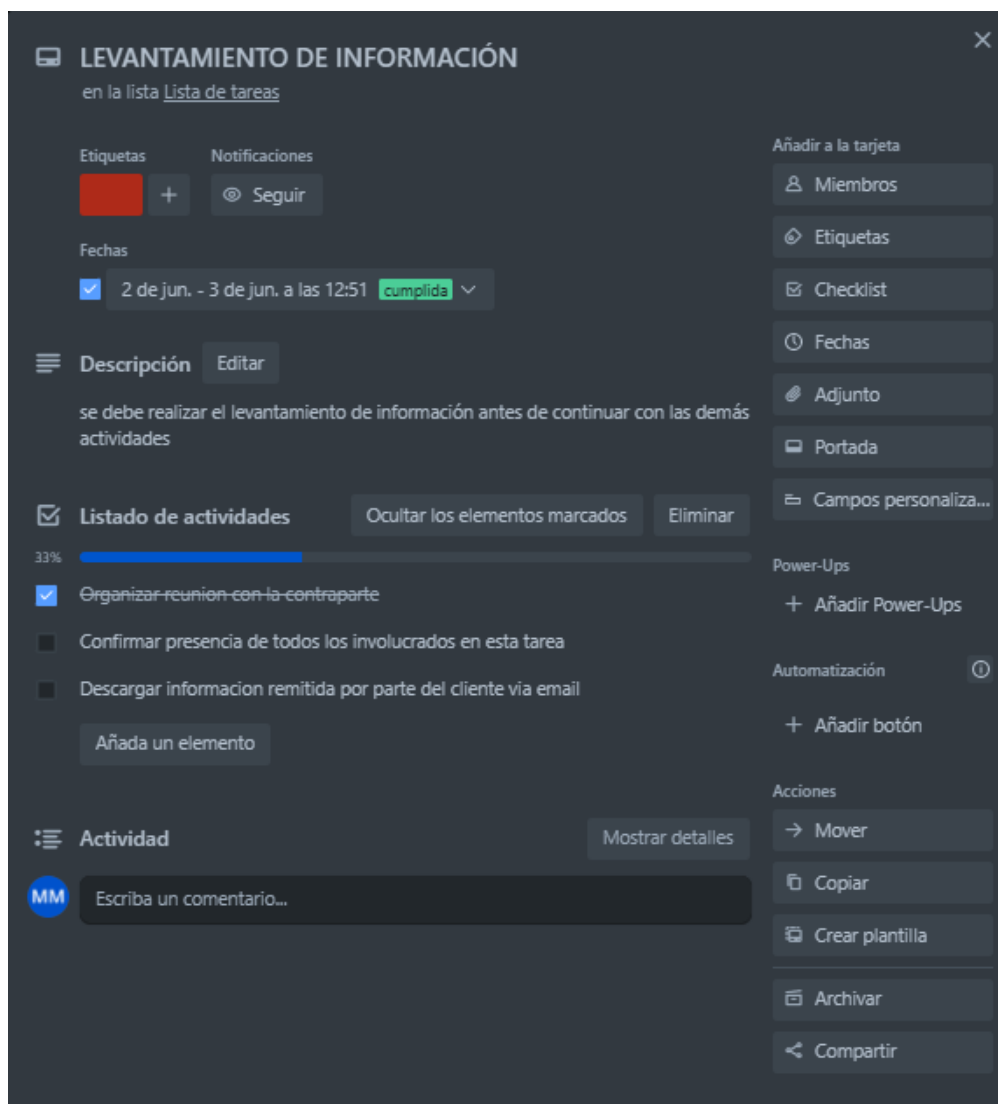 LEVANTAMIENTO DE INFORMACIÓN
en la lista Lista de tareas
Etiquetas
Notificaciones
Seguir
Fechas
2 de jun. - 3 de jun. a las 12:51 cumplida
Descripción
Editar
se debe realizar el levantamiento de información antes de continuar con las demás
actividades
Listado de actividades
Ocultar los elementos marcados
Eliminar
33%
Organizar reunion con la contraparte
Confirmar presencia de todos los involucrados en esta tarea
Descargar informacion remitida por parte del cliente via email
Añada un elemento
Actividad
Mostrar detalles
MM
Escriba un comentario...
Añadir a la tarjeta
Miembros
Etiquetas
Checklist
Fechas
Adjunto
Portada
Campos personaliza...
Power-Ups
+ Añadir Power-Ups
Automatización
+ Añadir botón
Acciones
Mover
Copiar
Crear plantilla
Archivar
Compartir